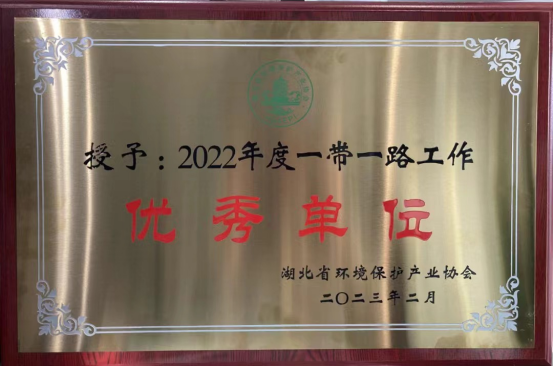 授予：2022年度一带一路工作
优秀单位
湖北省环境保护产业协会
二〇二三年二月